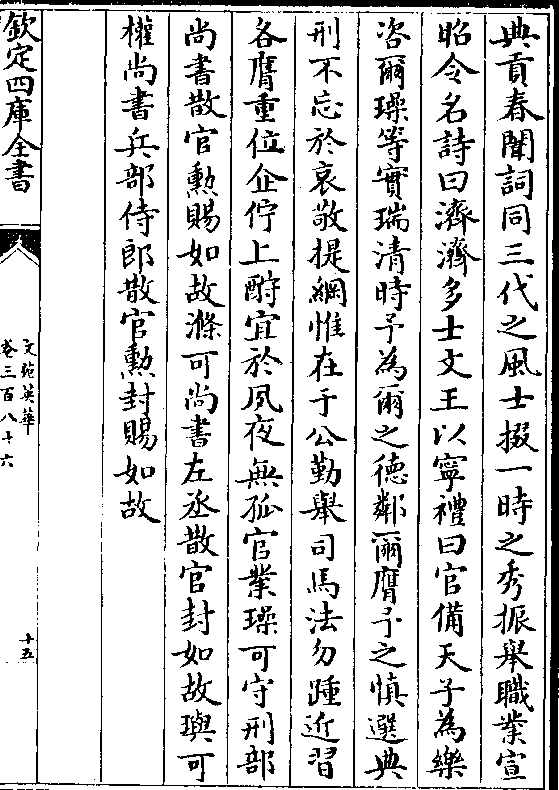 典貢春闈詞同三代之風士掇一時之秀振舉職業宣
昭令名詩曰濟濟多士文王以寧禮曰官備天子為樂
咨爾璪等實瑞清時予為爾之德鄰爾膺予之慎選典
刑不忘於哀敬提綱惟在于公勤舉司馬法勿踵近習
各膺重位企佇上酧宜於夙夜無孤官業璪可守刑部
尚書散官勲賜如故滌可尚書左丞散官封如故璵可
權尚書兵部侍郎散官勲封賜如故
欽定四庫全書
文苑英華
卷三百八十六
十五